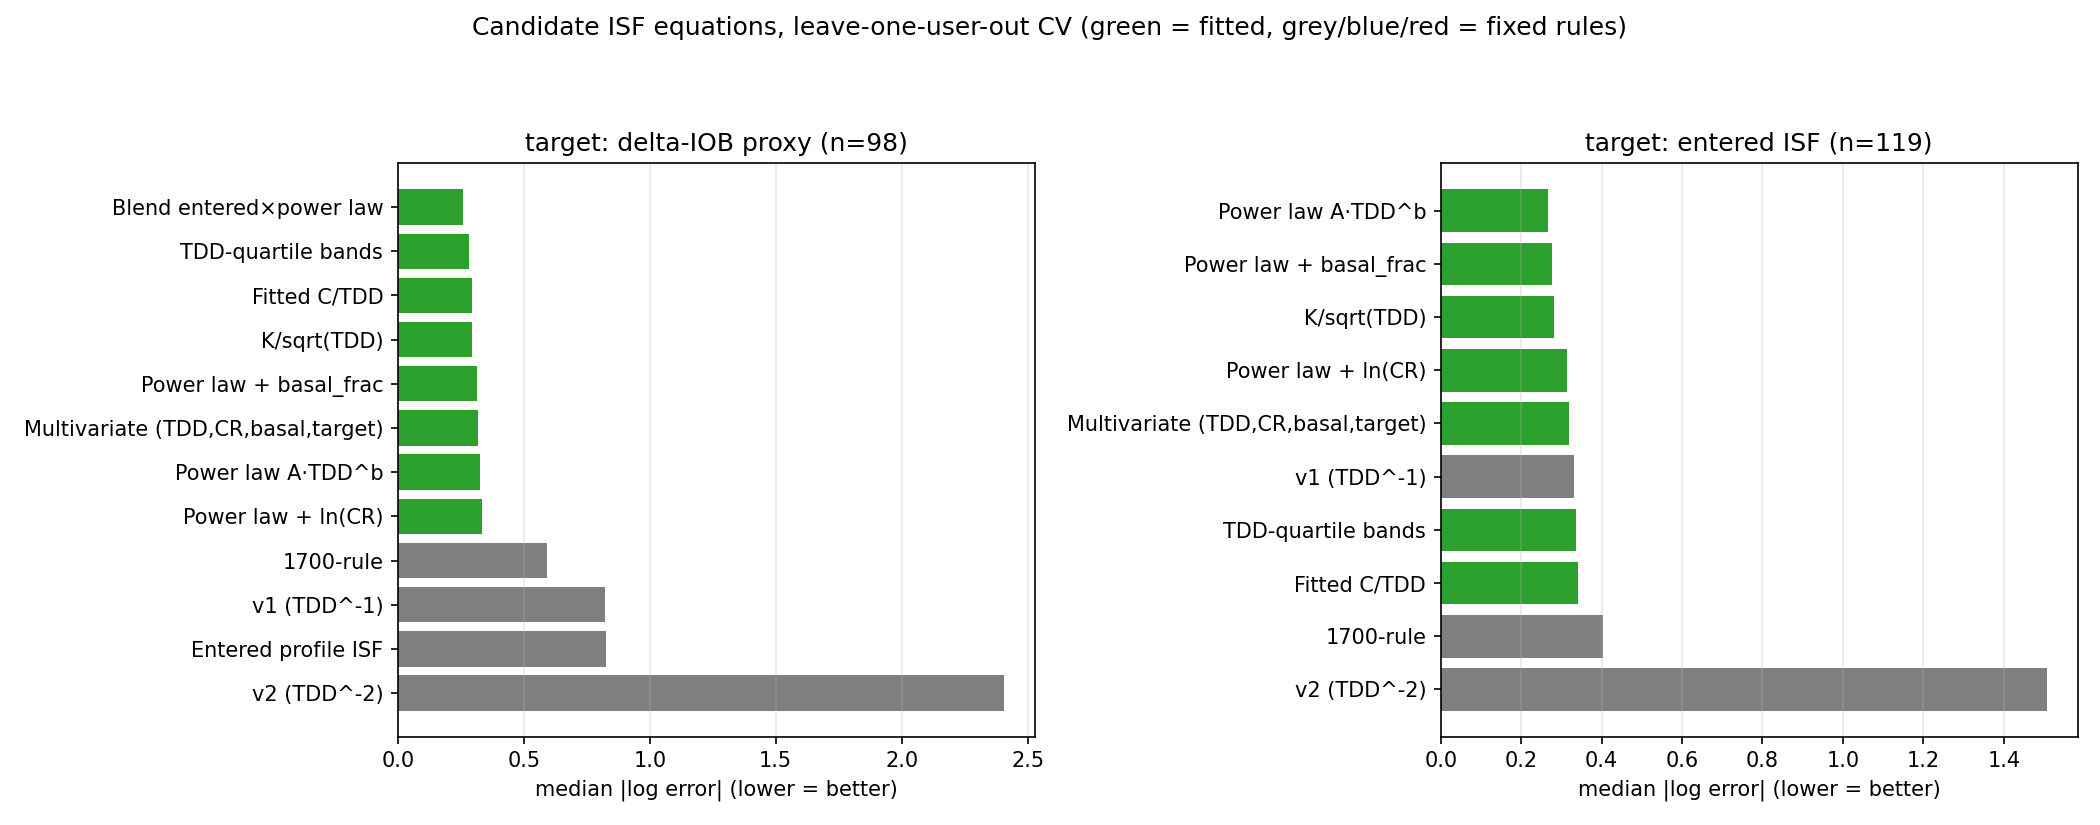 Candidate ISF equations, leave-one-user-out CV (green = fitted, grey/blue/red = fixed rules)
target: delta-IOB proxy (n=98)
Blend entered×power law
TDD-quartile bands
Fitted C/TDD
K/sqrt(TDD)
Power law + basal_frac
Multivariate (TDD,CR,basal,target)
Power law A·TDD^b
Power law + ln(CR)
1700-rule
v1 (TDD^-1)
Entered profile ISF
v2 (TDD^-2)
0.0 0.5 1.0 1.5 2.0 2.5
median |log error| (lower = better)
target: entered ISF (n=119)
Power law A·TDD^b
Power law + basal_frac
K/sqrt(TDD)
Power law + ln(CR)
Multivariate (TDD,CR,basal,target)
v1 (TDD^-1)
TDD-quartile bands
Fitted C/TDD
1700-rule
v2 (TDD^-2)
0.0 0.2 0.4 0.6 0.8 1.0 1.2 1.4
median |log error| (lower = better)